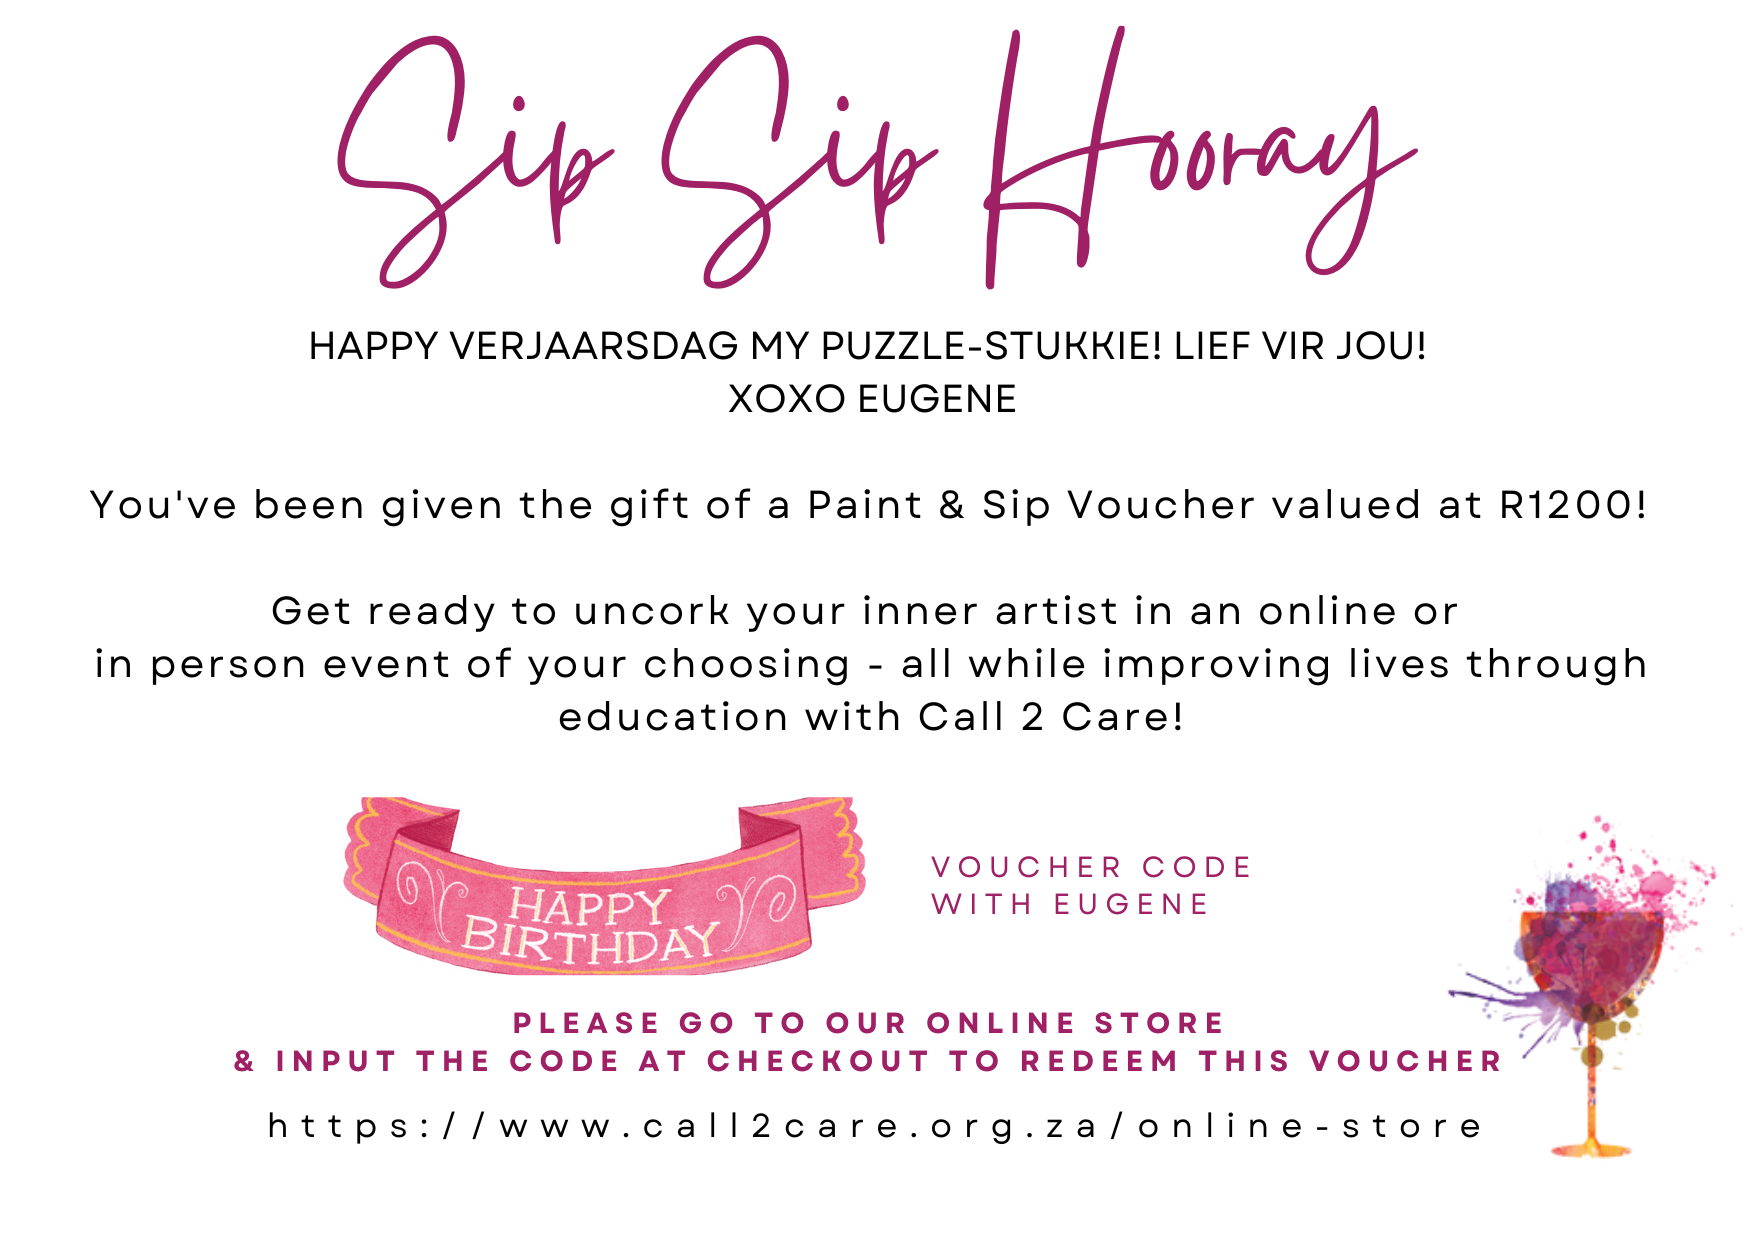 Sip Sip Hooray
HAPPY VERJAARSDAG MY PUZZLE-STUKKIE! LIEF VIR JOU!
XOXO EUGENE
You've been given the gift of a Paint & Sip Voucher valued at R1200!
Get ready to uncork your inner artist in an online or
in person event of your choosing - all while improving lives through
education with Call 2 Care!
HAPPY
BIRTHDAY
VOUCHER CODE
WITH EUGENE
PLEASE GO TO OUR ONLINE STORE
& INPUT THE CODE AT CHECKOUT TO REDEEM THIS VOUCHER
https://www.call2care.org.za/online-store